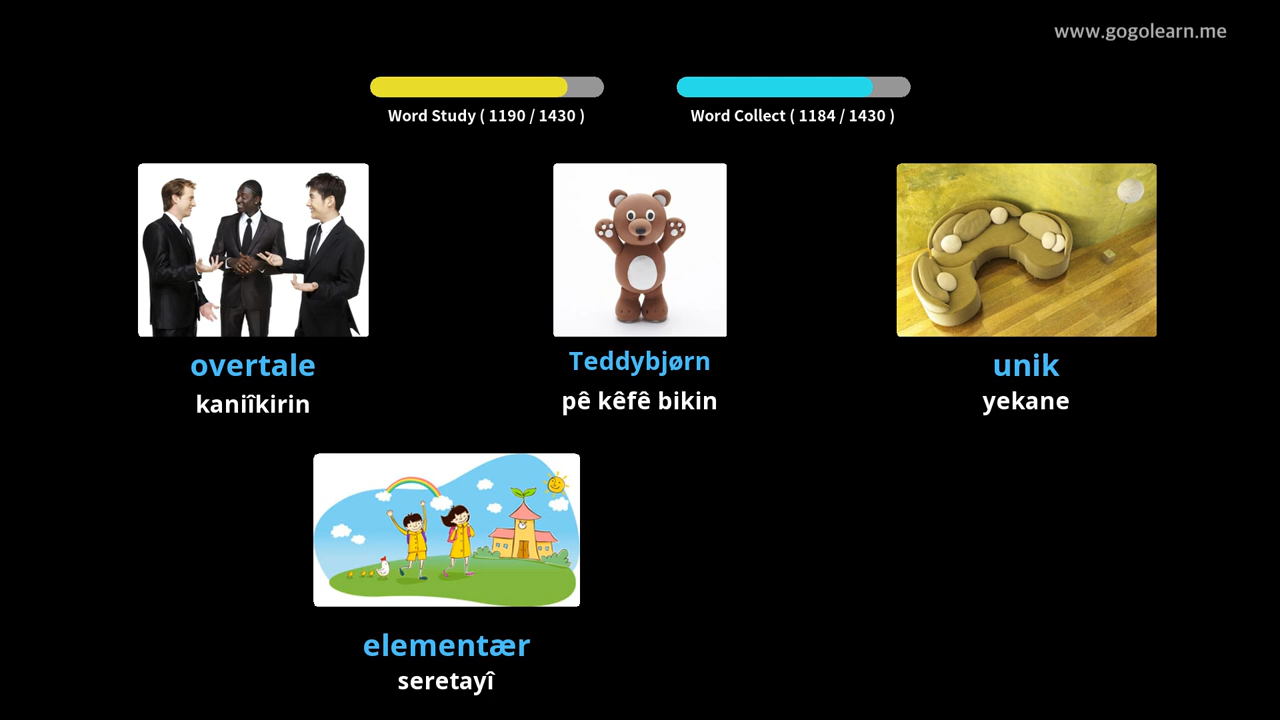 www.gogolearn.me
Word Study ( 1190 / 1430 )
Word Collect ( 1184 / 1430 )
overtale
kaniîkirin
Teddybjørn
pê kêfê bikin
unik
yekane
elementær
seretayî